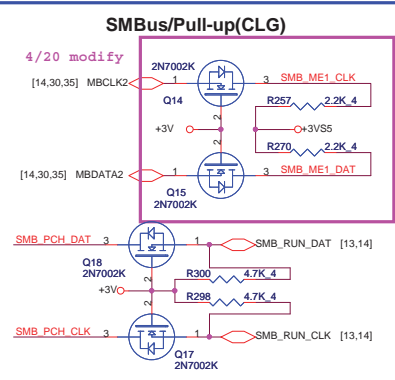 SMBus/Pull-up(CLG)
4/20 modify
2N7002K
[14,30,35] MBCLK2 1 3 SMB_ME1_CLK
Q14
R257 2.2K_4
2
+3V +3VS5
R270 2.2K_4
2
[14,30,35] MBDATA2 1 3 SMB_ME1_DAT
Q15
2N7002K
SMB_PCH_DAT 3 1 SMB_RUN_DAT [13,14]
Q18
2N7002K
R300 4.7K_4
2
+3V
R298 4.7K_4
2
SMB_PCH_CLK 3 1 SMB_RUN_CLK [13,14]
Q17
2N7002K